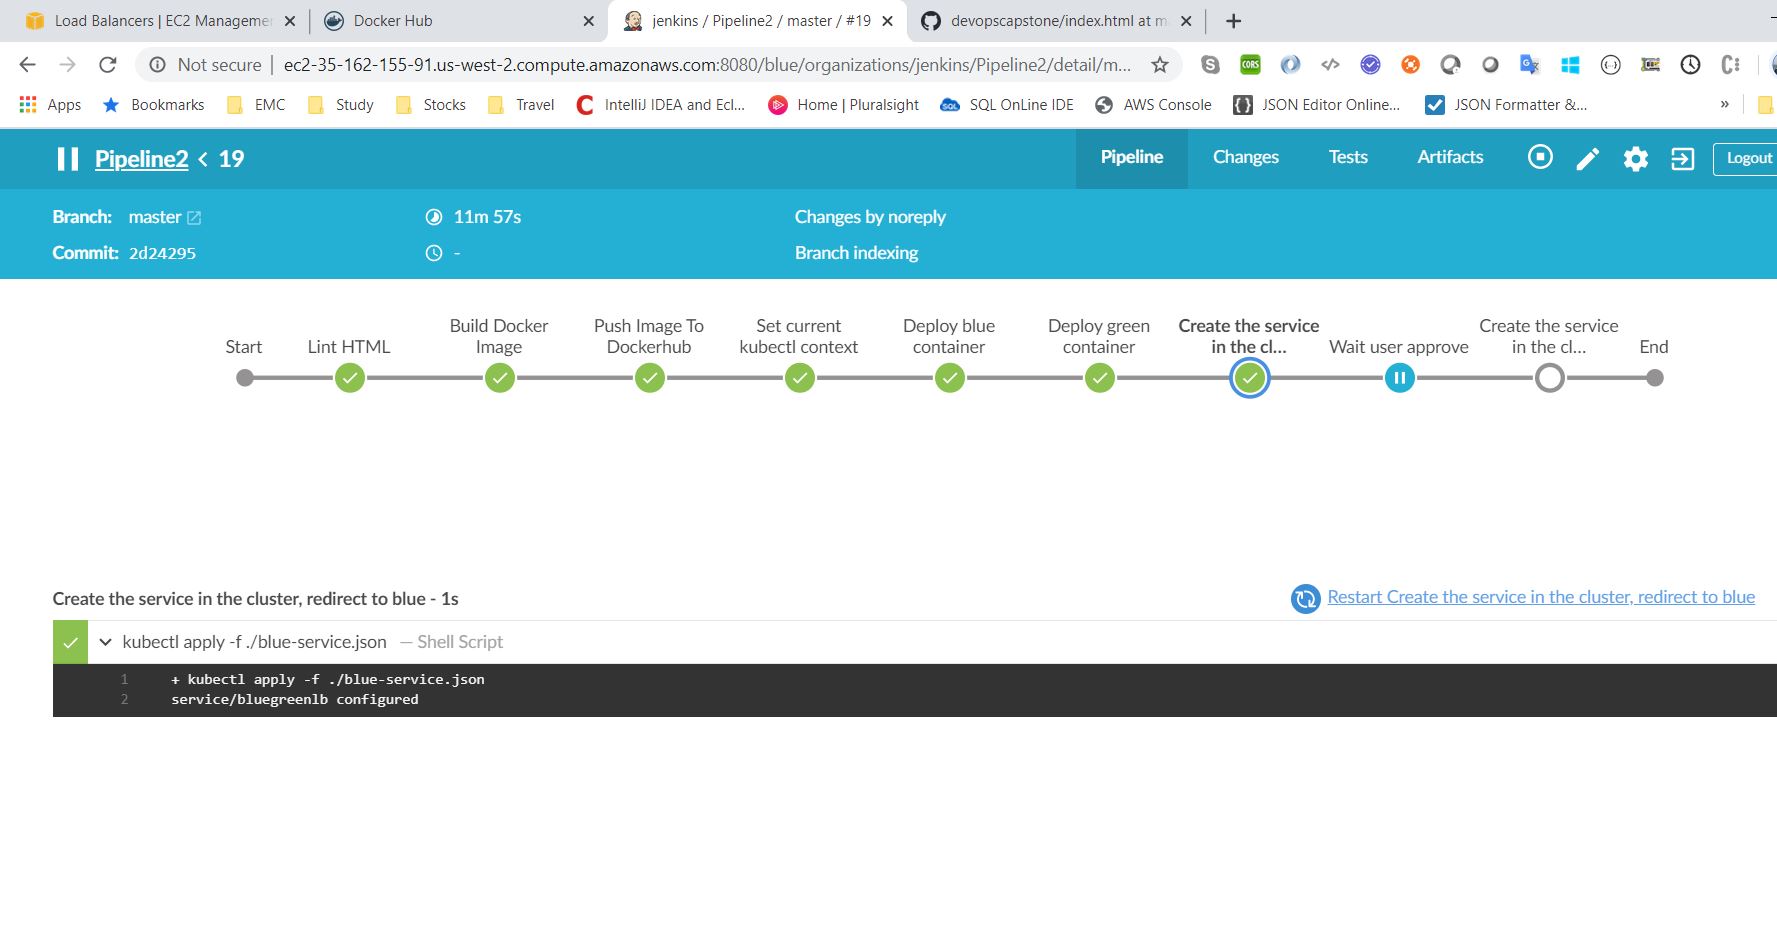 Load Balancers | EC2 Manageme
Docker Hub
jenkins / Pipeline2 / master / #19
devopscapstone/index.html at m
Not secure | ec2-35-162-155-91.us-west-2.compute.amazonaws.com:8080/blue/organizations/jenkins/Pipeline2/detail/m...
CORS
Apps
Bookmarks
EMC
Study
Stocks
Travel
IntelliJ IDEA and Ecl...
Home | Pluralsight
SQL OnLine IDE
AWS Console
JSON Editor Online...
JSON Formatter &...
»
Pipeline2 < 19
Pipeline
Changes
Tests
Artifacts
Logout
Branch: master
11m 57s
Changes by noreply
Commit: 2d24295
-
Branch indexing
Start
Lint HTML
Build Docker
Image
Push Image To
Dockerhub
Set current
kubectl context
Deploy blue
container
Deploy green
container
Create the service
in the cl...
Wait user approve
Create the service
in the cl...
End
Create the service in the cluster, redirect to blue - 1s
Restart Create the service in the cluster, redirect to blue
kubectl apply -f ./blue-service.json — Shell Script
1 + kubectl apply -f ./blue-service.json
2 service/bluegreenlb configured